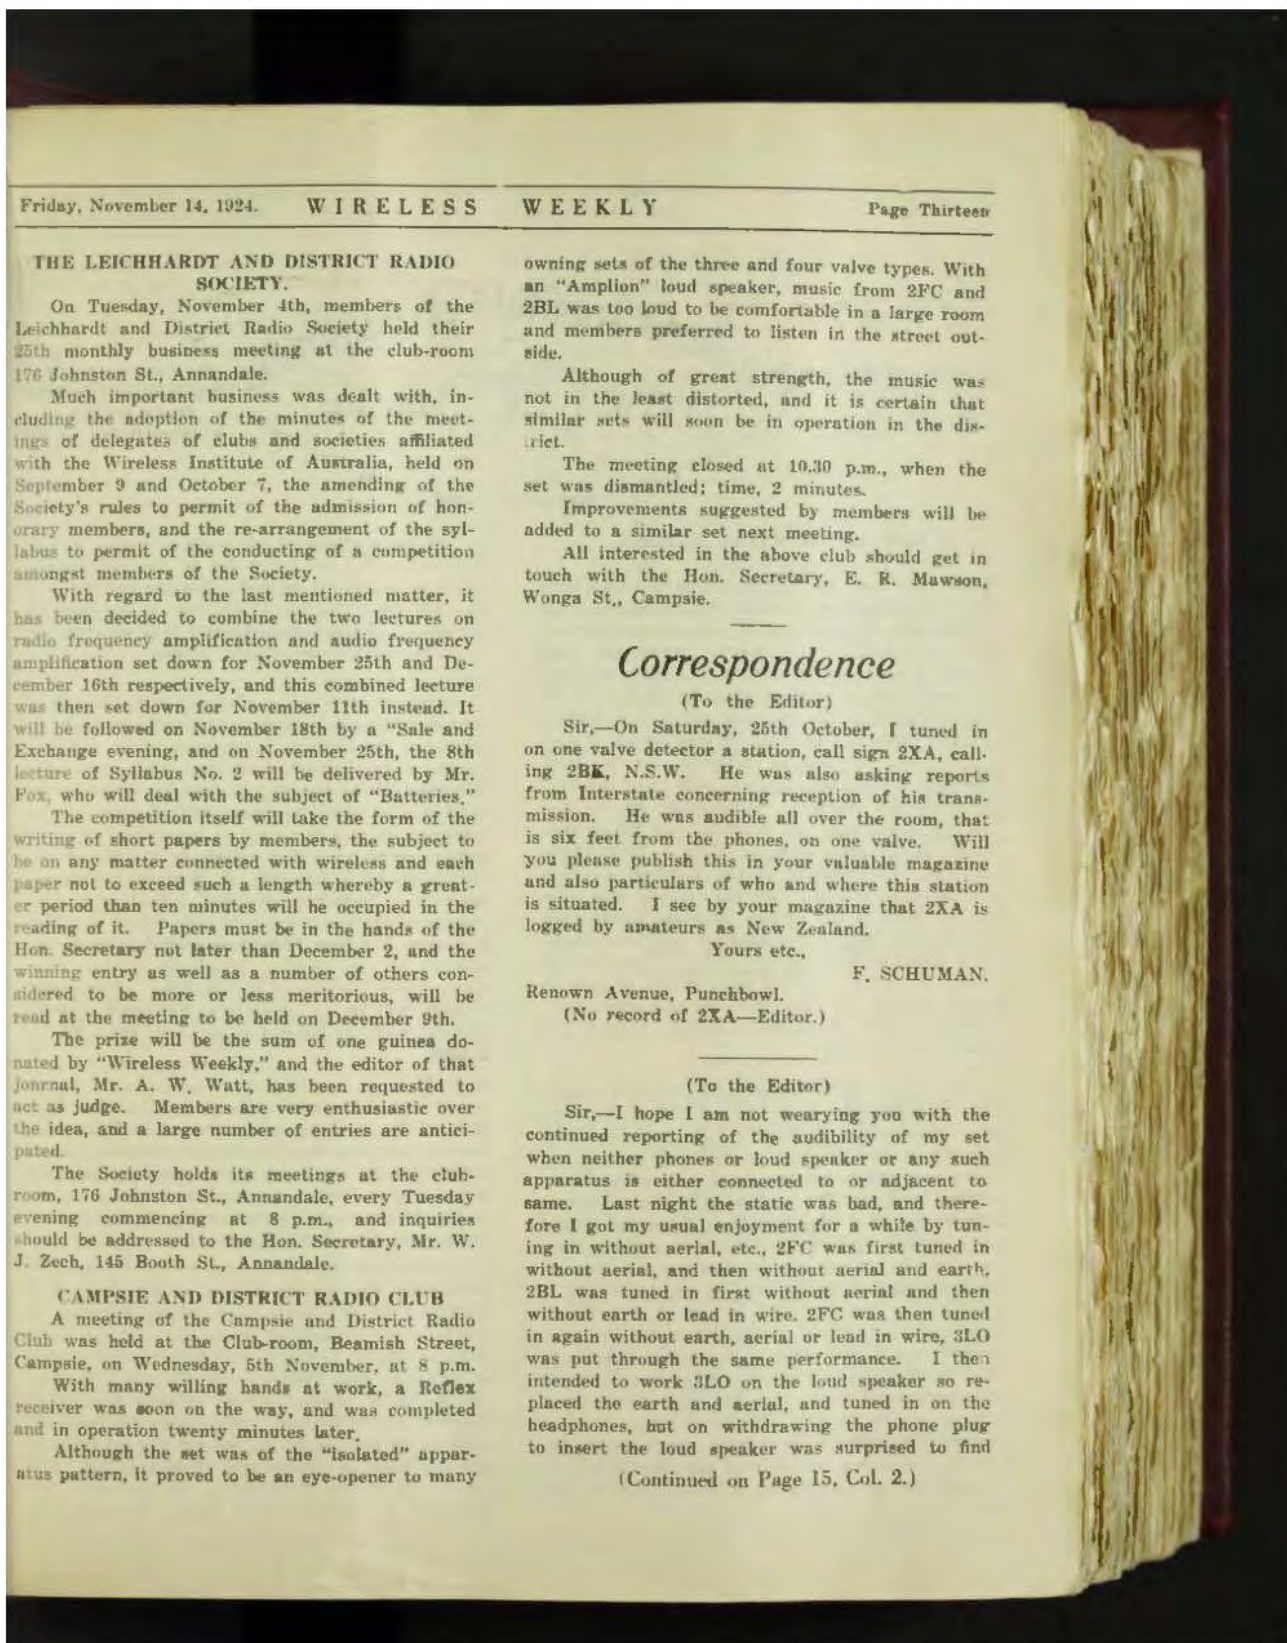 Friday, November 14, 1924. WIRELESS WEEKLY Page Thirteen
THE LEICHHARDT AND DISTRICT RADIO
SOCIETY.
On Tuesday, November 4th, members of the
Leichhardt and District Radio Society held their
25th monthly business meeting at the club-room
176 Johnston St., Annandale.
Much important business was dealt with, in-
cluding the adoption of the minutes of the meet-
ings of delegates of clubs and societies affiliated
with the Wireless Institute of Australia, held on
September 9 and October 7, the amending of the
Society's rules to permit of the admission of hon-
orary members, and the re-arrangement of the syl-
labus to permit of the conducting of a competition
amongst members of the Society.
With regard to the last mentioned matter, it
has been decided to combine the two lectures on
radio frequency amplification and audio frequency
amplification set down for November 25th and De-
cember 16th respectively, and this combined lecture
was then set down for November 11th instead. It
will be followed on November 18th by a "Sale and
Exchange evening, and on November 25th, the 8th
lecture of Syllabus No. 2 will be delivered by Mr.
Fox, who will deal with the subject of "Batteries."
The competition itself will take the form of the
writing of short papers by members, the subject to
be on any matter connected with wireless and each
paper not to exceed such a length whereby a great-
er period than ten minutes will be occupied in the
reading of it. Papers must be in the hands of the
Hon. Secretary not later than December 2, and the
winning entry as well as a number of others con-
sidered to be more or less meritorious, will be
read at the meeting to be held on December 9th.
The prize will be the sum of one guinea do-
nated by "Wireless Weekly," and the editor of that
journal, Mr. A. W. Watt, has been requested to
act as judge. Members are very enthusiastic over
the idea, and a large number of entries are antici-
pated.
The Society holds its meetings at the club-
room, 176 Johnston St., Annandale, every Tuesday
evening commencing at 8 p.m., and inquiries
should be addressed to the Hon. Secretary, Mr. W.
J. Zech, 145 Booth St., Annandale.
CAMPSIE AND DISTRICT RADIO CLUB
A meeting of the Campsie and District Radio
Club was held at the Club-room, Beamish Street,
Campsie, on Wednesday, 5th November, at 8 p.m.
With many willing hands at work, a Reflex
receiver was soon on the way, and was completed
and in operation twenty minutes later.
Although the set was of the "isolated" appar-
atus pattern, it proved to be an eye-opener to many
owning sets of the three and four valve types. With
an "Amplion" loud speaker, music from 2FC and
2BL was too loud to be comfortable in a large room
and members preferred to listen in the street out-
side.
Although of great strength, the music was
not in the least distorted, and it is certain that
similar sets will soon be in operation in the dis-
trict.
The meeting closed at 10.30 p.m., when the
set was dismantled; time, 2 minutes.
Improvements suggested by members will be
added to a similar set next meeting.
All interested in the above club should get in
touch with the Hon. Secretary, E. R. Mawson,
Wonga St., Campsie.
Correspondence
(To the Editor)
Sir,—On Saturday, 25th October, I tuned in
on one valve detector a station, call sign 2XA, call-
ing 2BK, N.S.W. He was also asking reports
from Interstate concerning reception of his trans-
mission. He was audible all over the room, that
is six feet from the phones, on one valve. Will
you please publish this in your valuable magazine
and also particulars of who and where this station
is situated. I see by your magazine that 2XA is
logged by amateurs as New Zealand.
Yours etc.,
F. SCHUMAN.
Renown Avenue, Punchbowl.
(No record of 2XA—Editor.)
(To the Editor)
Sir,—I hope I am not wearying you with the
continued reporting of the audibility of my set
when neither phones or loud speaker or any such
apparatus is either connected to or adjacent to
same. Last night the static was bad, and there-
fore I got my usual enjoyment for a while by tun-
ing in without aerial, etc., 2FC was first tuned in
without aerial, and then without aerial and earth.
2BL was tuned in first without aerial and then
without earth or lead in wire. 2FC was then tuned
in again without earth, aerial or lead in wire, 3LO
was put through the same performance. I then
intended to work 3LO on the loud speaker so re-
placed the earth and aerial, and tuned in on the
headphones, but on withdrawing the phone plug
to insert the loud speaker was surprised to find
(Continued on Page 15, Col. 2.)